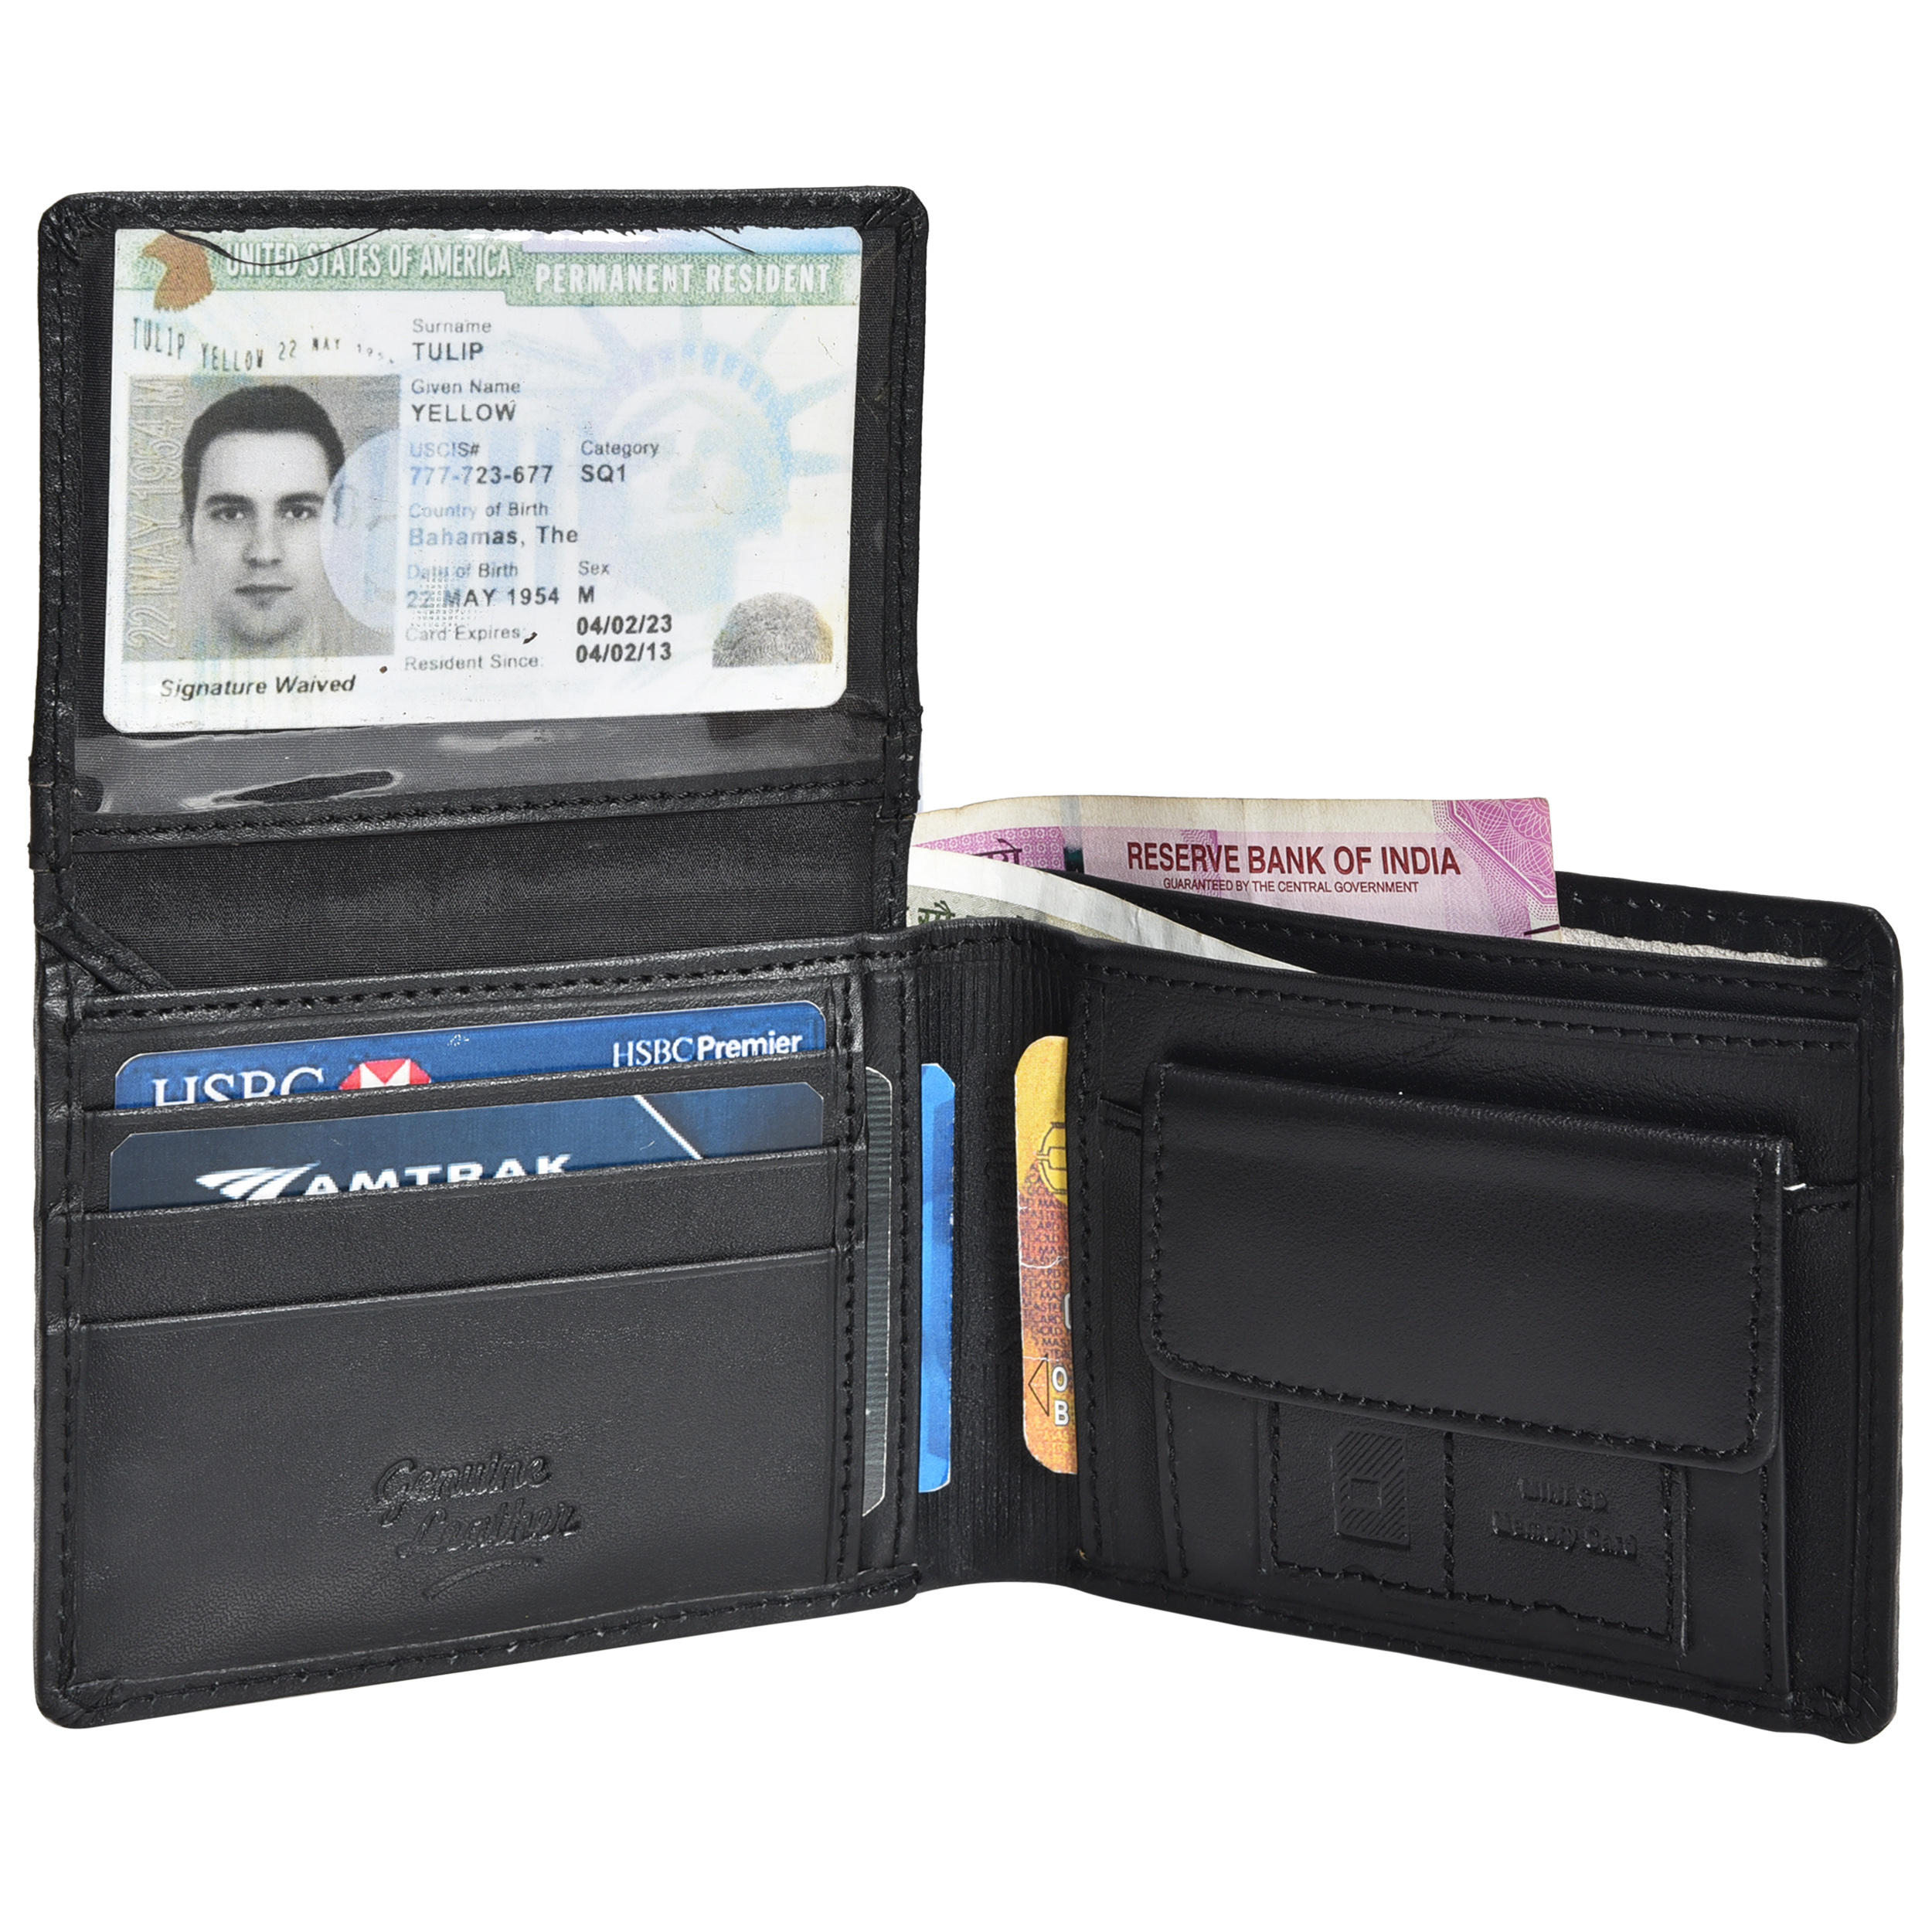 UNITED STATES OF AMERICA
PERMANENT RESIDENT
TULIP YELLOW 22 MAY 195
22 MAY 1954 M
Surname
TULIP
Given Name
YELLOW
USCIS# Category
777-723-677 SQ1
Country of Birth
Bahamas, The
Date of Birth Sex
22 MAY 1954 M
Card Expires: 04/02/23
Resident Since: 04/02/13
Signature Waived
RESERVE BANK OF INDIA
GUARANTEED BY THE CENTRAL GOVERNMENT
सौ
HSBC
HSBC Premier
AMTRAK
Genuine
Leather
Memory Card